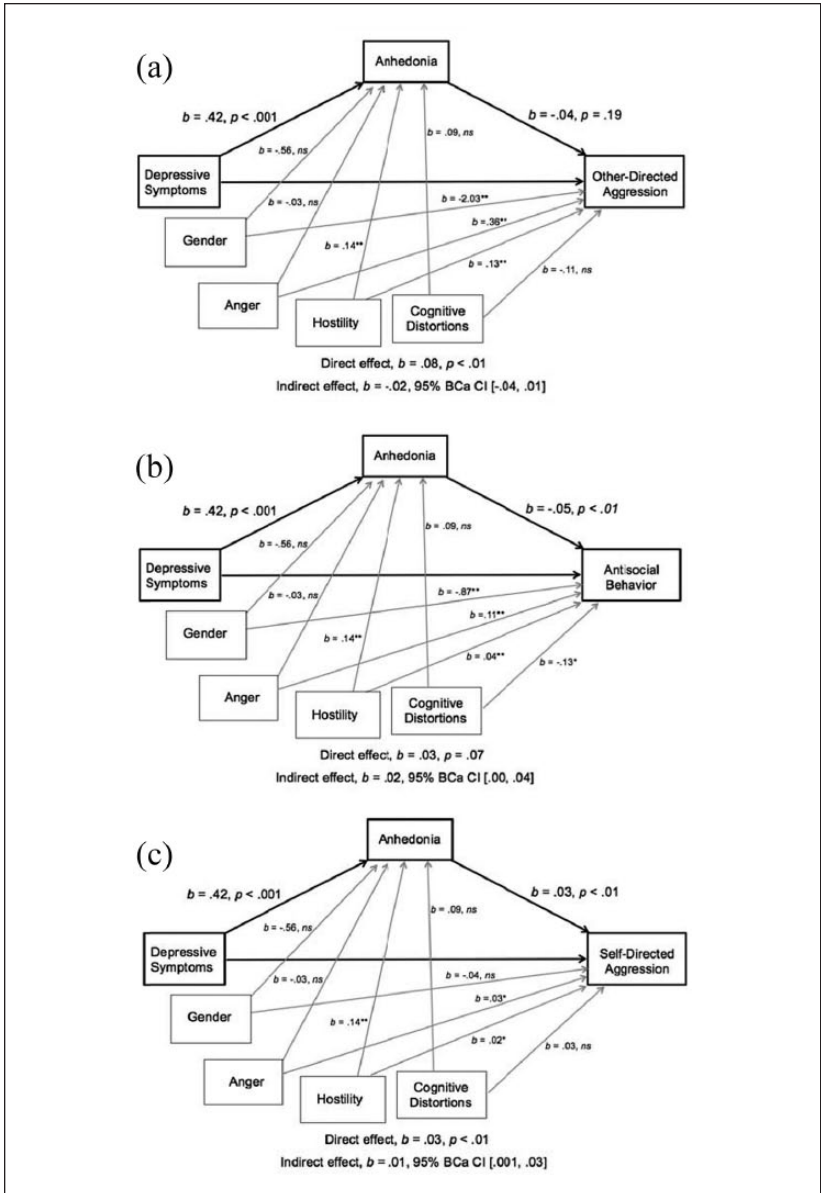 (a)
Anhedonia
b = .42, p < .001
b = -.04, p = .19
b = -.56, ns
b = .09, ns
Depressive
Symptoms
Other-Directed
Aggression
b = -.03, ns
b = -2.03**
Gender
b = .36**
b = .14**
b = .13**
b = -.11, ns
Anger
Hostility
Cognitive
Distortions
Direct effect, b = .08, p < .01
Indirect effect, b = -.02, 95% BCa CI [-.04, .01]
(b)
Anhedonia
b = .42, p < .001
b = -.05, p < .01
b = -.56, ns
b = .09, ns
Depressive
Symptoms
Antisocial
Behavior
b = -.03, ns
b = -.87**
Gender
b = .11**
b = .14**
b = .04**
b = -.13*
Anger
Hostility
Cognitive
Distortions
Direct effect, b = .03, p = .07
Indirect effect, b = .02, 95% BCa CI [.00, .04]
(c)
Anhedonia
b = .42, p < .001
b = .03, p < .01
b = -.56, ns
b = .09, ns
Depressive
Symptoms
Self-Directed
Aggression
b = -.03, ns
b = -.04, ns
Gender
b = .03*
b = .14**
b = .02*
b = .03, ns
Anger
Hostility
Cognitive
Distortions
Direct effect, b = .03, p < .01
Indirect effect, b = .01, 95% BCa CI [.001, .03]